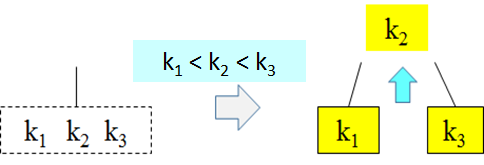 k₁ < k₂ < k₃
k₂
k₁ k₂ k₃
k₁
k₃